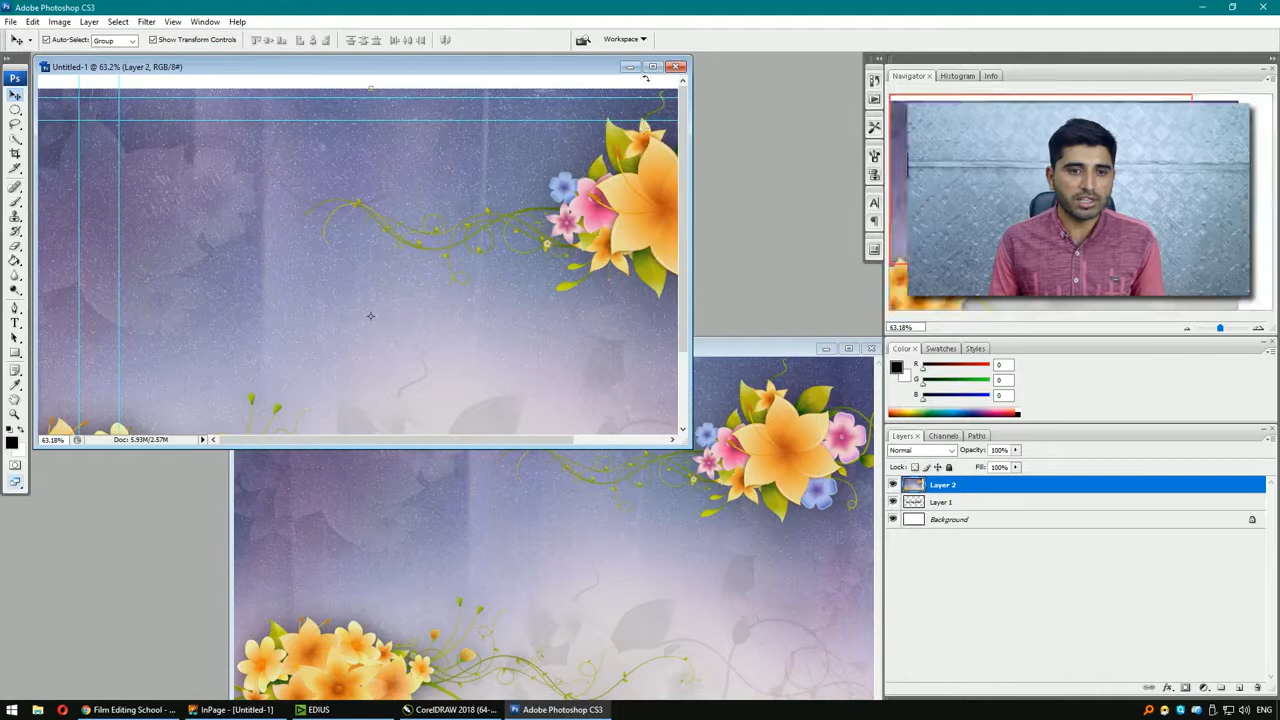 Adobe Photoshop CS3
File Edit Image Layer Select Filter View Window Help
Auto-Select: Group Show Transform Controls Workspace
Ps
Untitled-1 @ 63.2% (Layer 2, RGB/8#)
Navigator × Histogram Info
63.18%
Color × Swatches Styles
R 0
G 0
B 0
63.18% Doc: 5.93M/2.57M
Layers × Channels Paths
Normal Opacity: 100%
Lock: Fill: 100%
Layer 2
Layer 1
Background
Film Editing School - ... InPage - [Untitled-1] EDIUS CorelDRAW 2018 (64-... Adobe Photoshop CS3 ENG